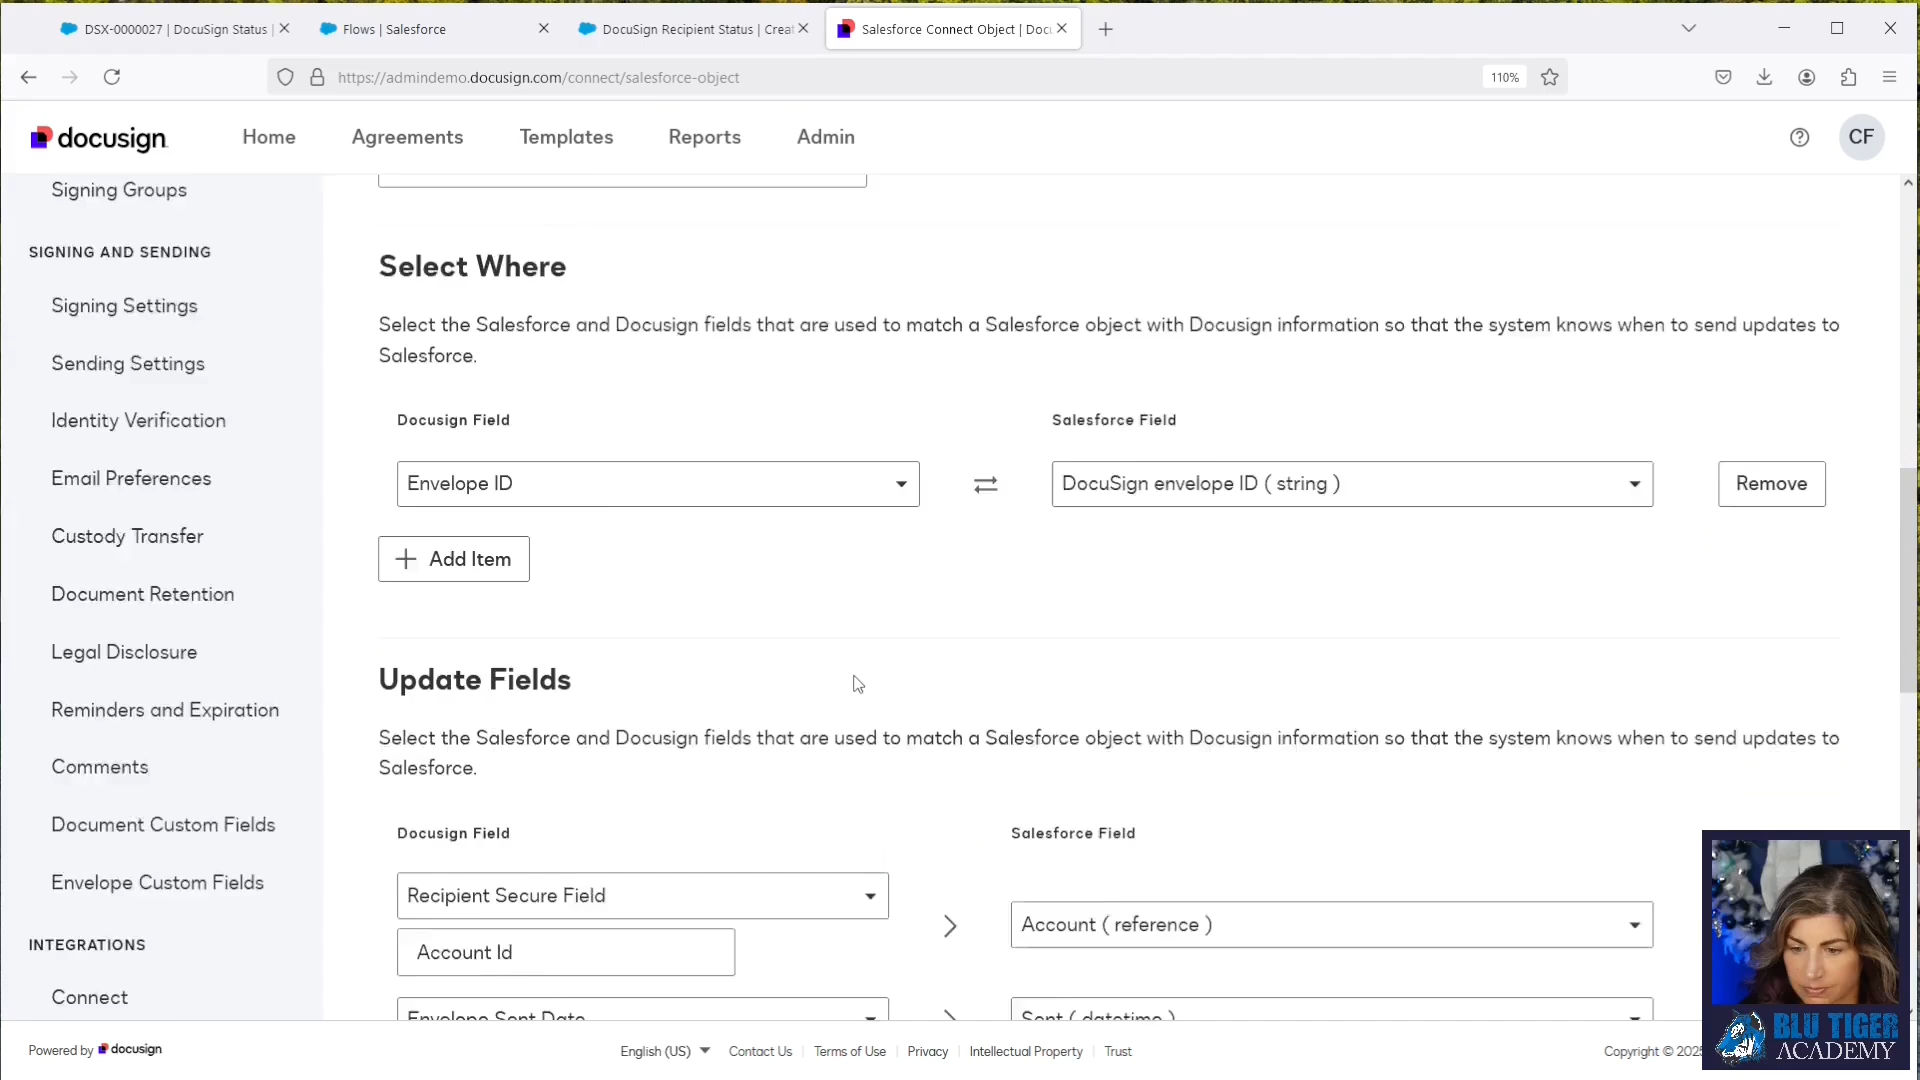 DSX-0000027 | DocuSign Status |
Flows | Salesforce
DocuSign Recipient Status | Creat
Salesforce Connect Object | Docu
https://admindemo.docusign.com/connect/salesforce-object
110%
docusign
Home
Agreements
Templates
Reports
Admin
CF
Signing Groups
SIGNING AND SENDING
Signing Settings
Sending Settings
Identity Verification
Email Preferences
Custody Transfer
Document Retention
Legal Disclosure
Reminders and Expiration
Comments
Document Custom Fields
Envelope Custom Fields
INTEGRATIONS
Connect
Select Where
Select the Salesforce and Docusign fields that are used to match a Salesforce object with Docusign information so that the system knows when to send updates to
Salesforce.
Docusign Field
Salesforce Field
Envelope ID
DocuSign envelope ID ( string )
Remove
Add Item
Update Fields
Select the Salesforce and Docusign fields that are used to match a Salesforce object with Docusign information so that the system knows when to send updates to
Salesforce.
Docusign Field
Salesforce Field
Recipient Secure Field
Account ( reference )
Account Id
Envelope Sent Date
Sent ( datetime )
Powered by docusign
English (US)
Contact Us
Terms of Use
Privacy
Intellectual Property
Trust
Copyright © 2025
BLU TIGER
ACADEMY